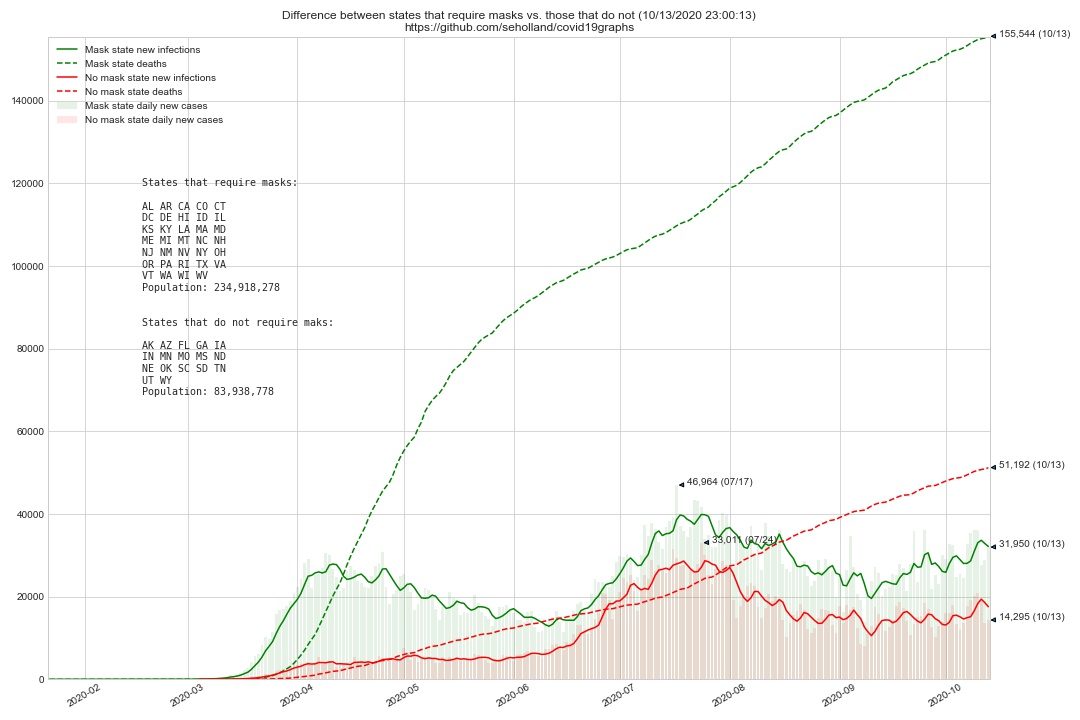 Difference between states that require masks vs. those that do not (10/13/2020 23:00:13)
https://github.com/seholland/covid19graphs
Mask state new infections
Mask state deaths
No mask state new infections
No mask state deaths
Mask state daily new cases
No mask state daily new cases
States that require masks:
AL AR CA CO CT
DC DE HI ID IL
KS KY LA MA MD
ME MI MT NC NH
NJ NM NV NY OH
OR PA RI TX VA
VT WA WI WV
Population: 234,918,278
States that do not require maks:
AK AZ FL GA IA
IN MN MO MS ND
NE OK SC SD TN
UT WY
Population: 83,938,778
155,544 (10/13)
51,192 (10/13)
46,964 (07/17)
33,011 (07/24)
31,950 (10/13)
14,295 (10/13)
140000
120000
100000
80000
60000
40000
20000
0
2020-02
2020-03
2020-04
2020-05
2020-06
2020-07
2020-08
2020-09
2020-10